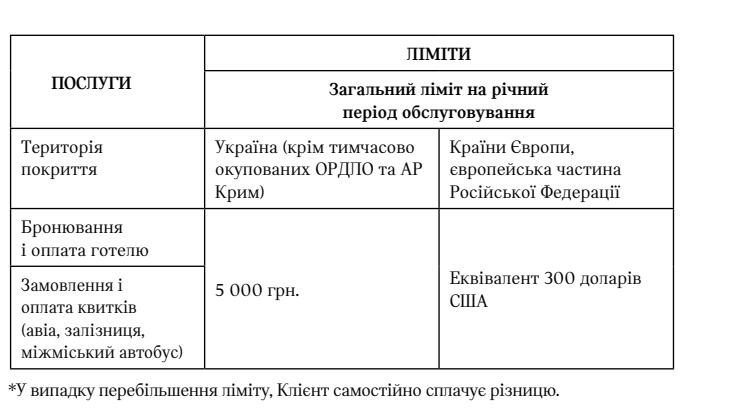 ПОСЛУГИ
ЛІМІТИ
Загальний ліміт на річний
період обслуговування
Територія
покриття
Україна (крім тимчасово
окупованих ОРДЛО та АР
Крим)
Країни Європи,
європейська частина
Російської Федерації
Бронювання
і оплата готелю
Замовлення і
оплата квитків
(авіа, залізниця,
міжміський автобус)
5 000 грн.
Еквівалент 300 доларів
США
*У випадку перебільшення ліміту, Клієнт самостійно сплачує різницю.